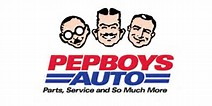 PEPBOYS
AUTO
Parts, Service and So Much More